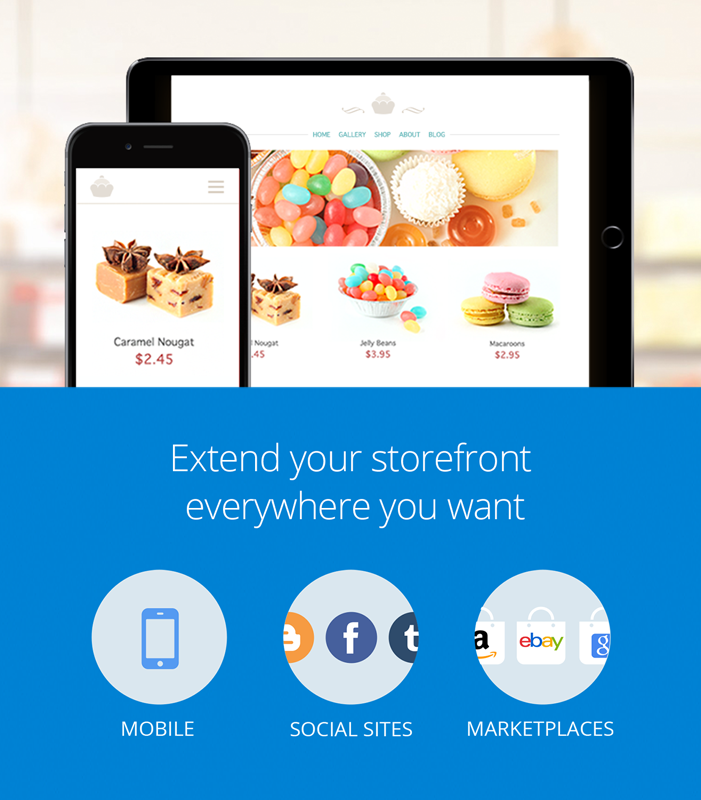 HOME GALLERY SHOP ABOUT BLOG
Caramel Nougat
$2.45
Nougat
.45
Jelly Beans
$3.95
Macaroons
$2.95
Extend your storefront
everywhere you want
f
t
a
ebay
g
MOBILE
SOCIAL SITES
MARKETPLACES